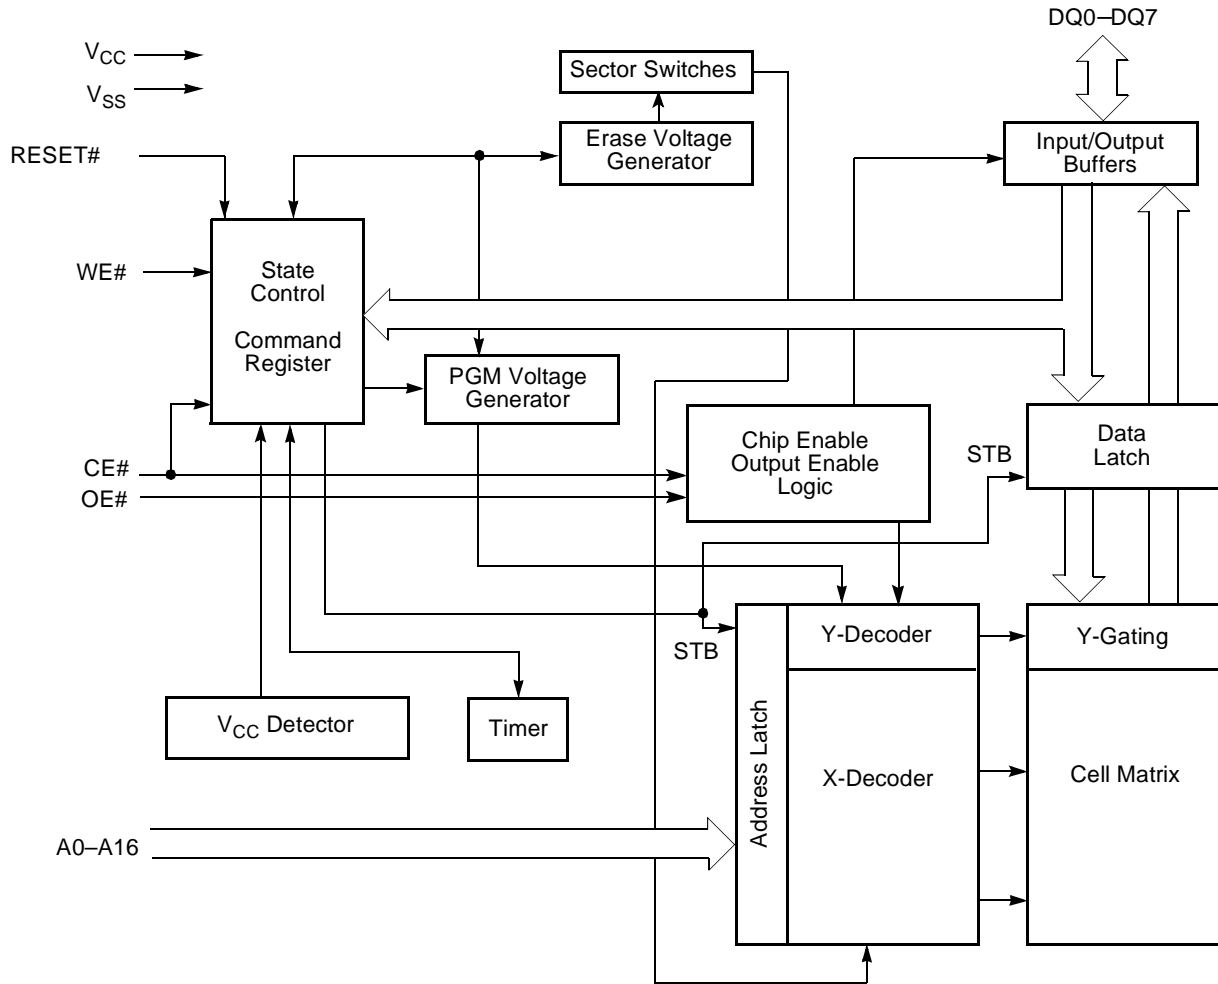 DQ0–DQ7
VCC
Sector Switches
VSS
Erase Voltage
Generator
Input/Output
Buffers
RESET#
WE#
State
Control
Command
Register
PGM Voltage
Generator
Chip Enable
Output Enable
Logic
Data
Latch
STB
CE#
OE#
STB
Y-Decoder
Y-Gating
VCC Detector
Timer
Address Latch
X-Decoder
Cell Matrix
A0–A16